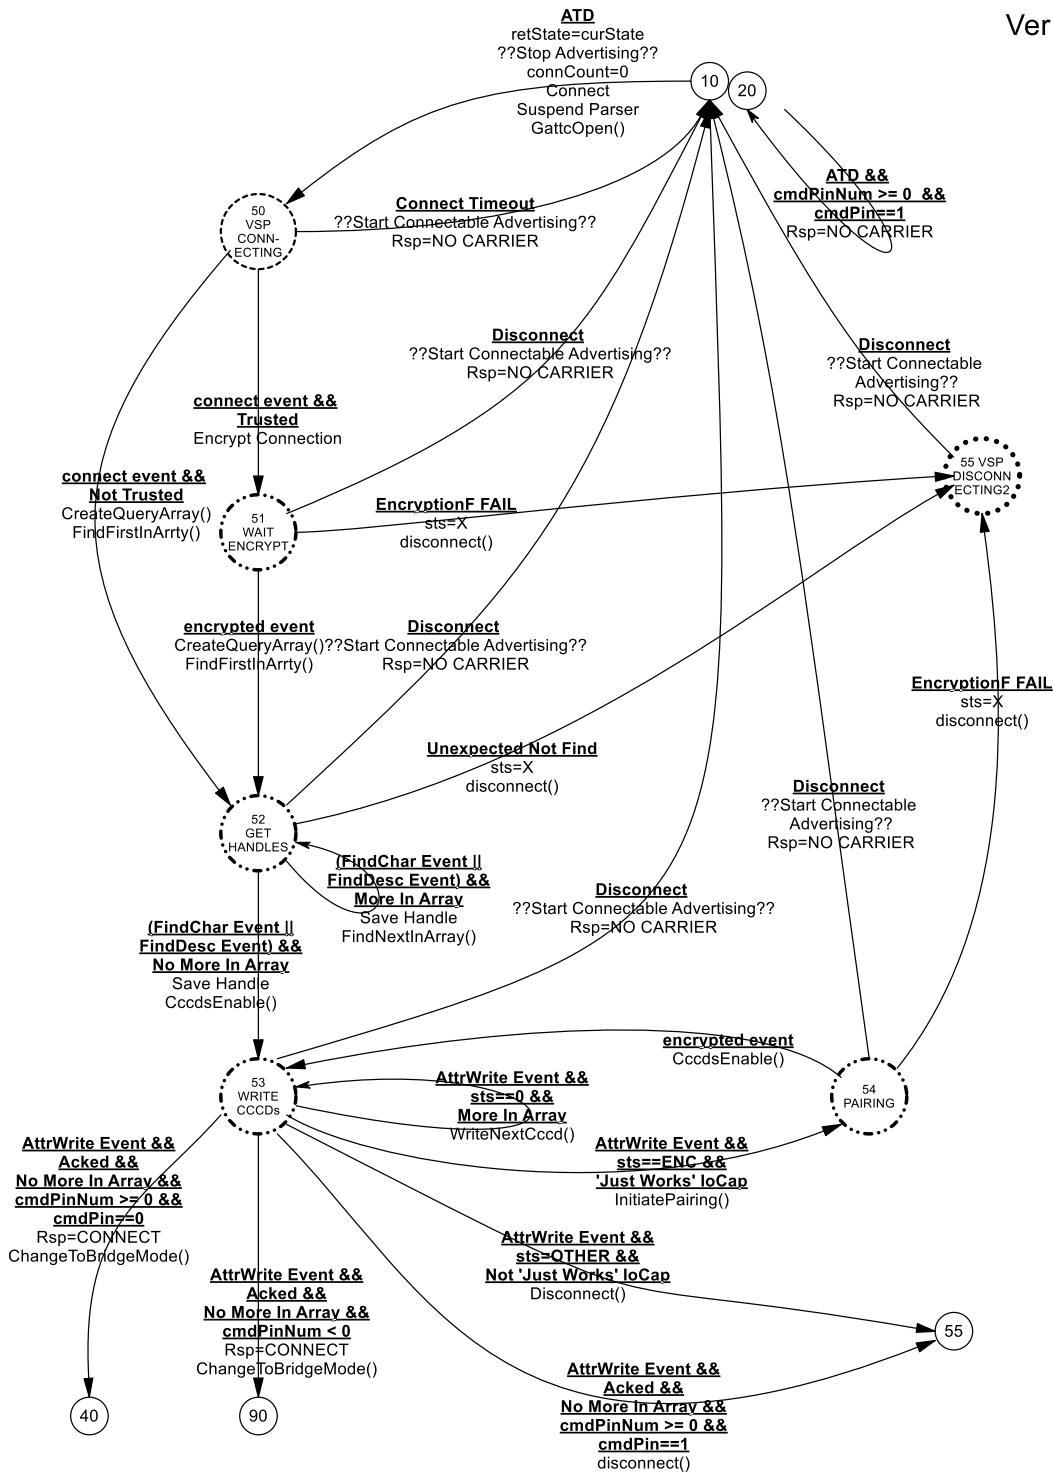 Ver
ATD
retState=curState
??Stop Advertising??
connCount=0
Connect
Suspend Parser
GattcOpen()
10
20
ATD &&
cmdPinNum >= 0 &&
cmdPin==1
Rsp=NO CARRIER
50
VSP
CONN-
ECTING
Connect Timeout
??Start Connectable Advertising??
Rsp=NO CARRIER
Disconnect
??Start Connectable Advertising??
Rsp=NO CARRIER
Disconnect
??Start Connectable
Advertising??
Rsp=NO CARRIER
connect event &&
Trusted
Encrypt Connection
connect event &&
Not Trusted
CreateQueryArray()
FindFirstInArrty()
55 VSP
DISCONN
ECTING2
51
WAIT
ENCRYPT
EncryptionF FAIL
sts=X
disconnect()
encrypted event
CreateQueryArray()
FindFirstInArrty()
Disconnect
??Start Connectable Advertising??
Rsp=NO CARRIER
EncryptionF FAIL
sts=X
disconnect()
Unexpected Not Find
sts=X
disconnect()
Disconnect
??Start Connectable
Advertising??
Rsp=NO CARRIER
52
GET
HANDLES
(FindChar Event ||
FindDesc Event) &&
More In Array
Save Handle
FindNextInArray()
Disconnect
??Start Connectable Advertising??
Rsp=NO CARRIER
(FindChar Event ||
FindDesc Event) &&
No More In Array
Save Handle
CccdsEnable()
encrypted event
CccdsEnable()
53
WRITE
CCCDs
AttrWrite Event &&
sts==0 &&
More In Array
WriteNextCccd()
54
PAIRING
AttrWrite Event &&
sts==ENC &&
'Just Works' IoCap
InitiatePairing()
AttrWrite Event &&
Acked &&
No More In Array &&
cmdPinNum >= 0 &&
cmdPin==0
Rsp=CONNECT
ChangeToBridgeMode()
AttrWrite Event &&
sts=OTHER &&
Not 'Just Works' IoCap
Disconnect()
AttrWrite Event &&
Acked &&
No More In Array &&
cmdPinNum < 0
Rsp=CONNECT
ChangeToBridgeMode()
55
AttrWrite Event &&
Acked &&
No More In Array &&
cmdPinNum >= 0 &&
cmdPin==1
disconnect()
40
90